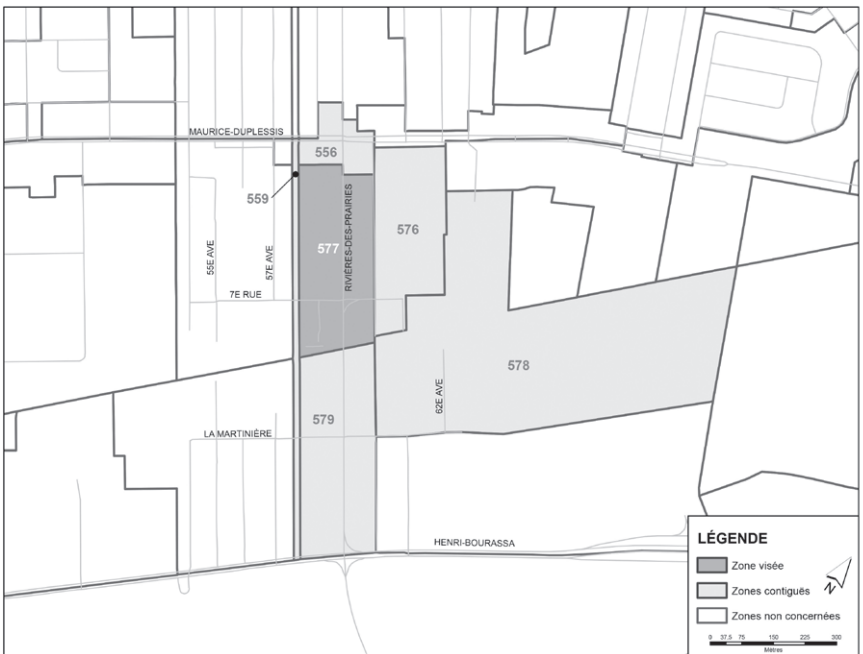 MAURICE-DUPLESSIS
556
559
55E AVE
57E AVE
577
RIVIÈRES-DES-PRAIRIES
576
7E RUE
578
62E AVE
579
LA MARTINIÈRE
HENRI-BOURASSA
LÉGENDE
Zone visée
Zones contiguës
Zones non concernées
N
0 37,5 75 150 225 300
Mètres